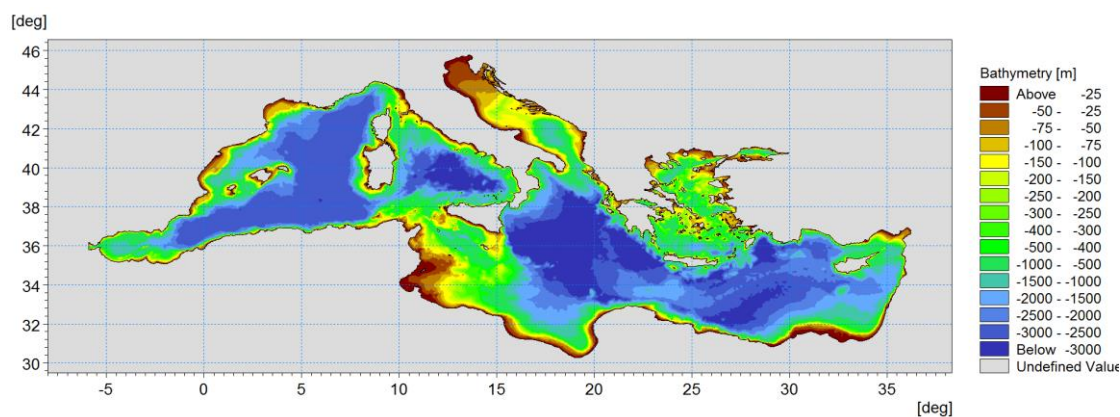 [deg]
46
44
42
40
38
36
34
32
30
-5
0
5
10
15
20
25
30
35
[deg]
Bathymetry [m]
Above -25
-50 - -25
-75 - -50
-100 - -75
-150 - -100
-200 - -150
-250 - -200
-300 - -250
-400 - -300
-500 - -400
-1000 - -500
-1500 - -1000
-2000 - -1500
-2500 - -2000
-3000 - -2500
Below -3000
Undefined Value